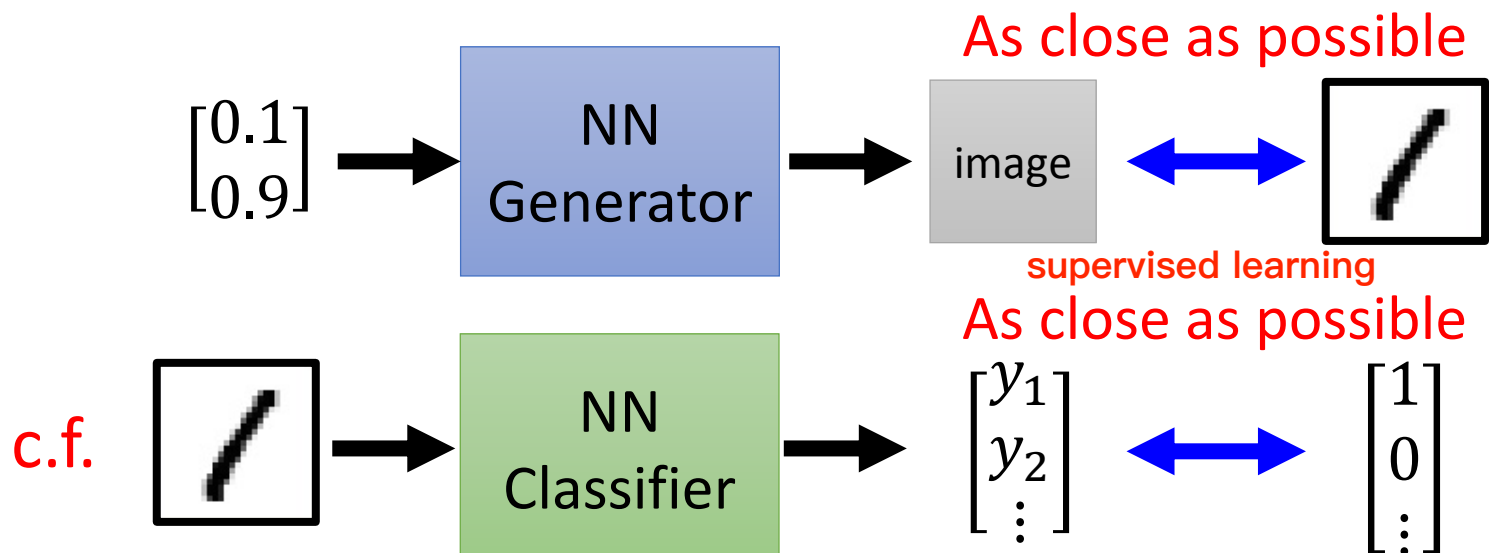 As close as possible
[0.1
0.9]
NN
Generator
image
supervised learning
As close as possible
c.f.
NN
Classifier
[y₁
y₂
⋮]
[1
0
⋮]